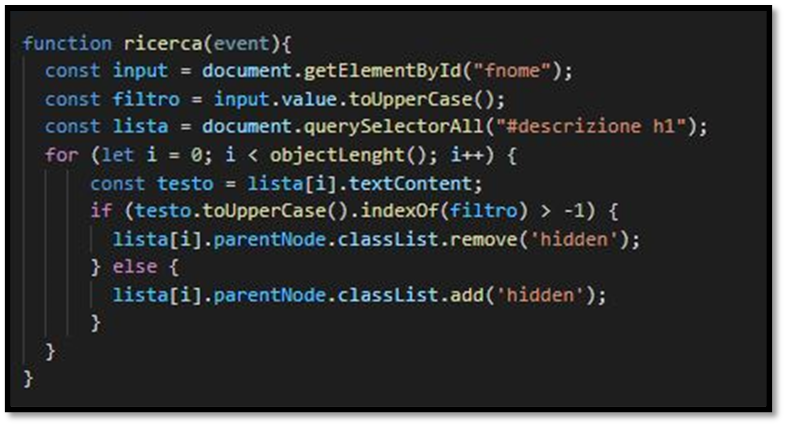 function ricerca(event){
const input = document.getElementById("fnome");
const filtro = input.value.toUpperCase();
const lista = document.querySelectorAll("#descrizione h1");
for (let i = 0; i < objectLenght(); i++) {
const testo = lista[i].textContent;
if (testo.toUpperCase().indexOf(filtro) > -1) {
lista[i].parentNode.classList.remove('hidden');
} else {
lista[i].parentNode.classList.add('hidden');
}
}
}